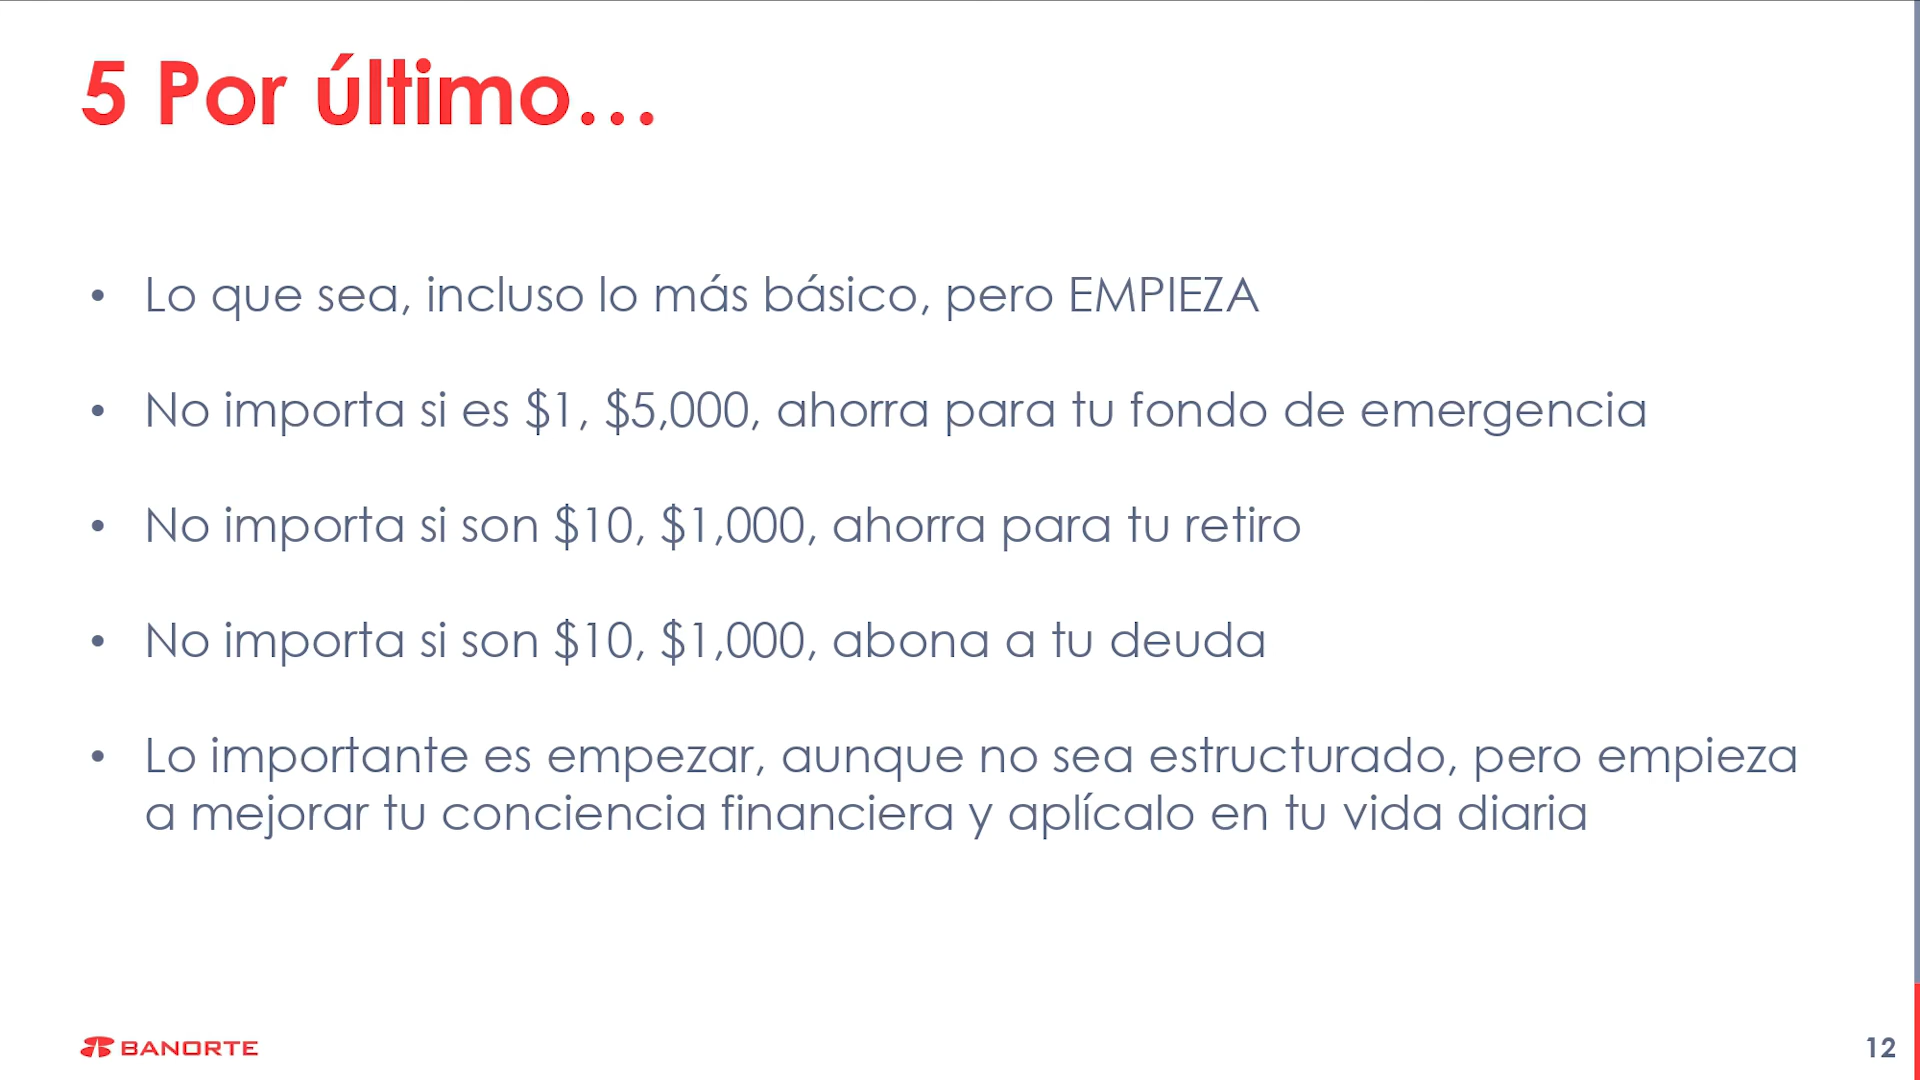 5 Por último...
• Lo que sea, incluso lo más básico, pero EMPIEZA
• No importa si es $1, $5,000, ahorra para tu fondo de emergencia
• No importa si son $10, $1,000, ahorra para tu retiro
• No importa si son $10, $1,000, abona a tu deuda
• Lo importante es empezar, aunque no sea estructurado, pero empieza
a mejorar tu conciencia financiera y aplícalo en tu vida diaria
BANORTE
12